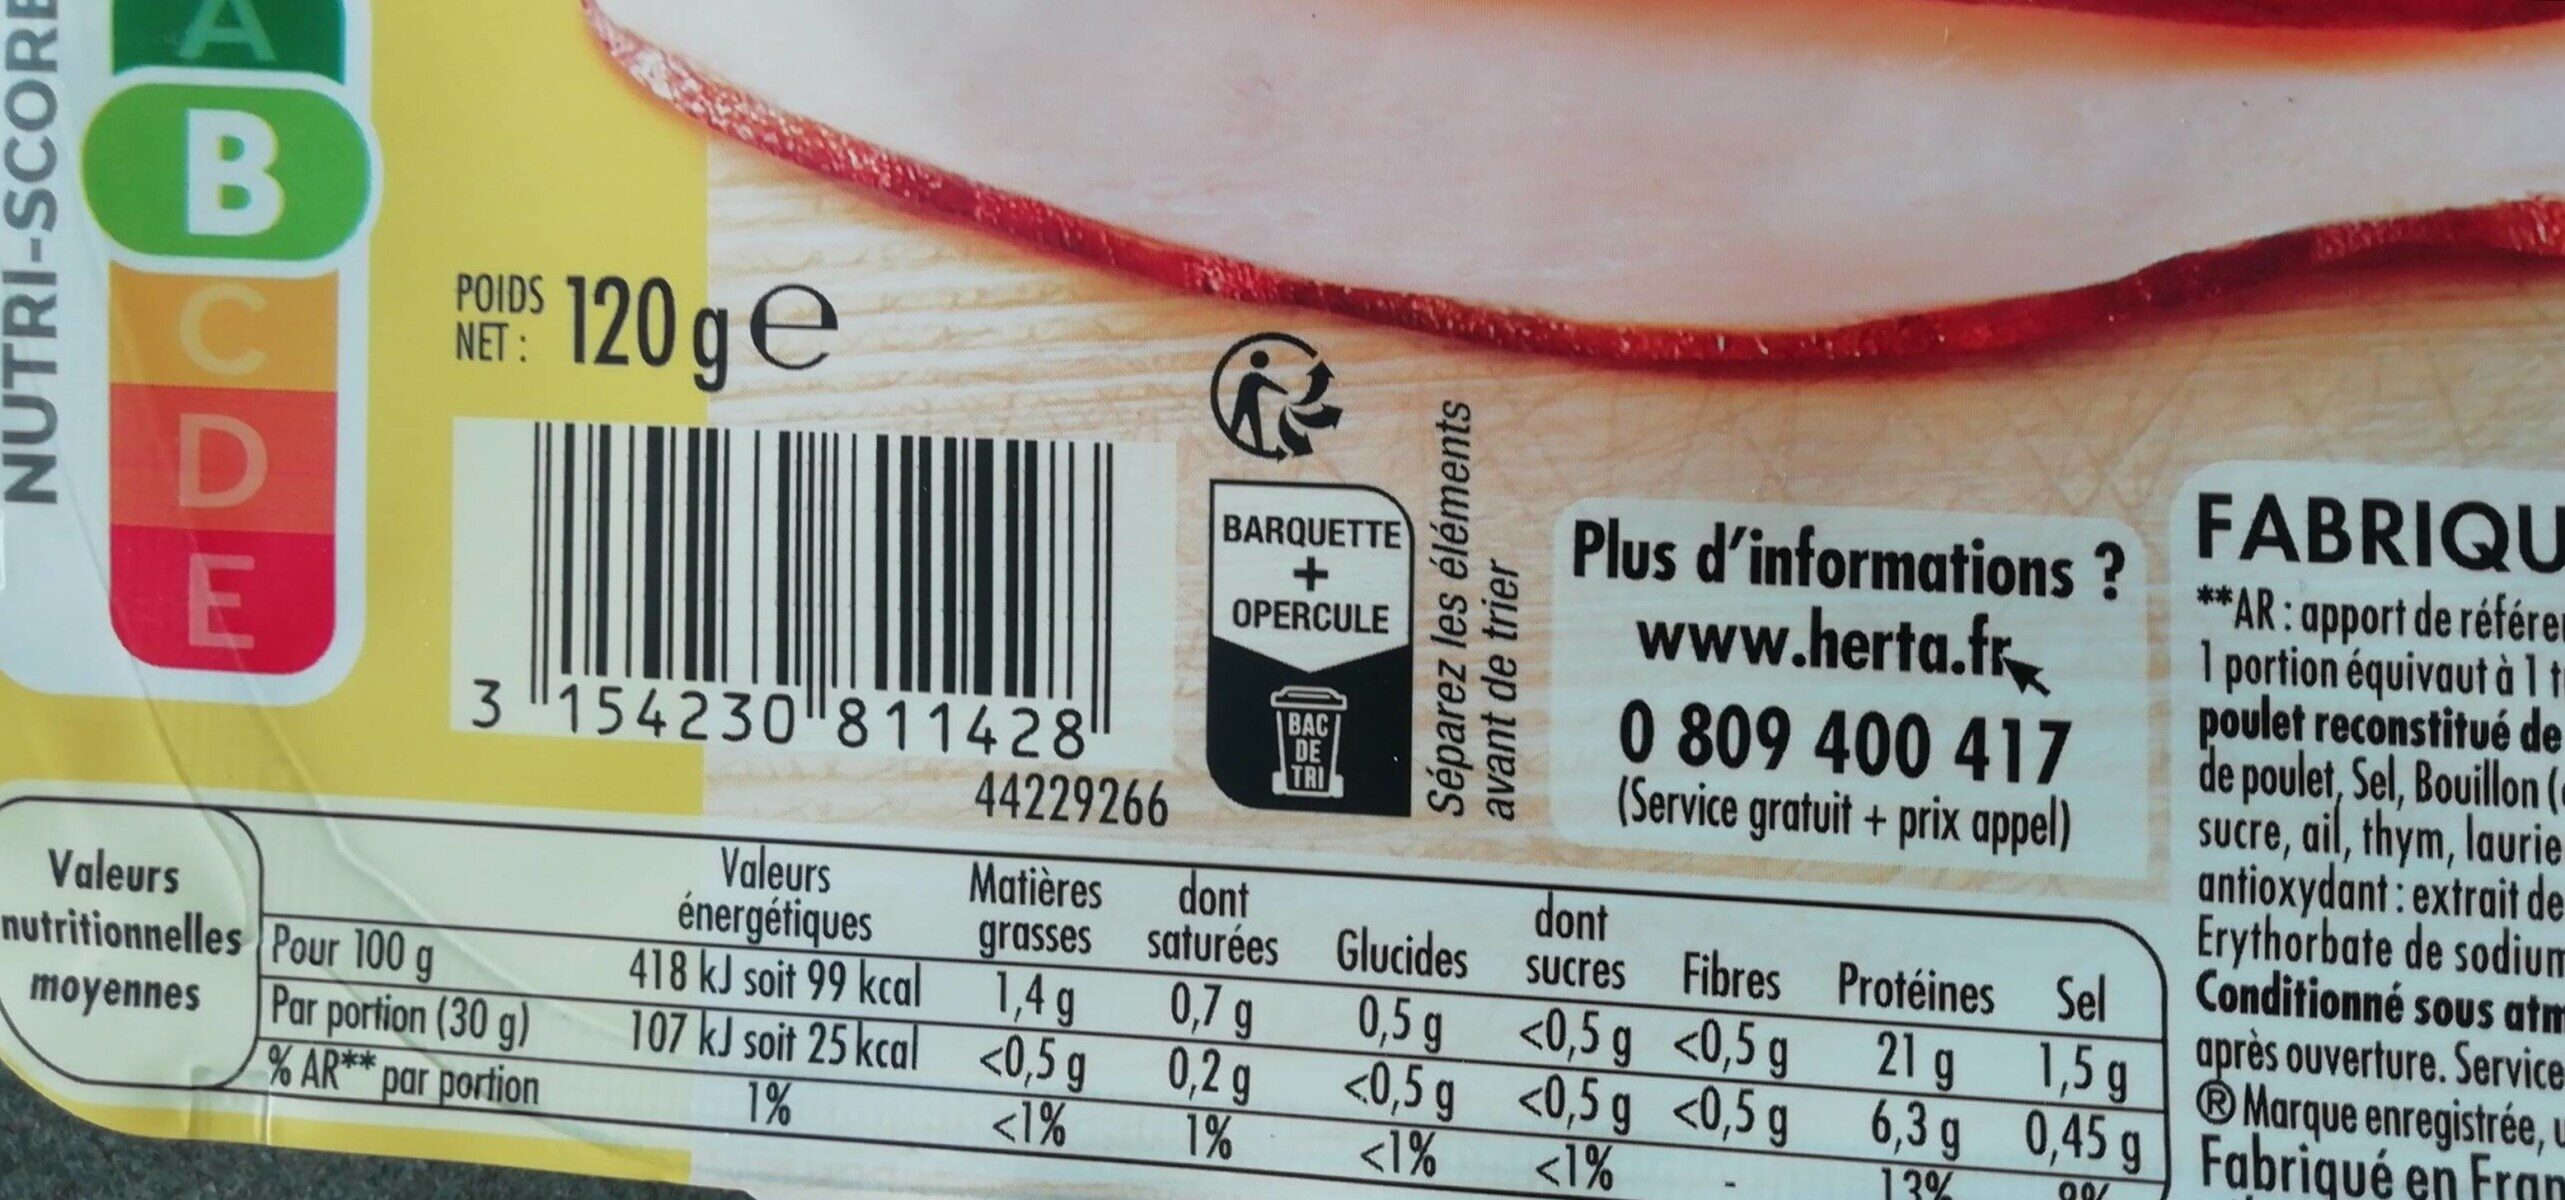 NUTRI-SCORE
A
B
C
D
E
POIDS
NET : 120 g e
3 154230 811428
44229266
BARQUETTE
+
OPERCULE
BAC
DE
TRI
Séparez les éléments
avant de trier
Plus d'informations ?
www.herta.fr
0 809 400 417
(Service gratuit + prix appel)
FABRIQU
**AR : apport de référe
1 portion équivaut à 1 t
poulet reconstitué de
de poulet, Sel, Bouillon (
sucre, ail, thym, laurie
antioxydant : extrait de
Erythorbate de sodium
Conditionné sous atm
après ouverture. Service
® Marque enregistrée, u
Fabriqué en Fran
Valeurs
nutritionnelles
moyennes
Valeurs énergétiques Matières grasses dont saturées Glucides dont sucres Fibres Protéines Sel
Pour 100 g 418 kJ soit 99 kcal 1,4 g 0,7 g 0,5 g <0,5 g <0,5 g 21 g 1,5 g
Par portion (30 g) 107 kJ soit 25 kcal <0,5 g 0,2 g <0,5 g <0,5 g <0,5 g 6,3 g 0,45 g
% AR** par portion 1% <1% 1% <1% <1% - 13%